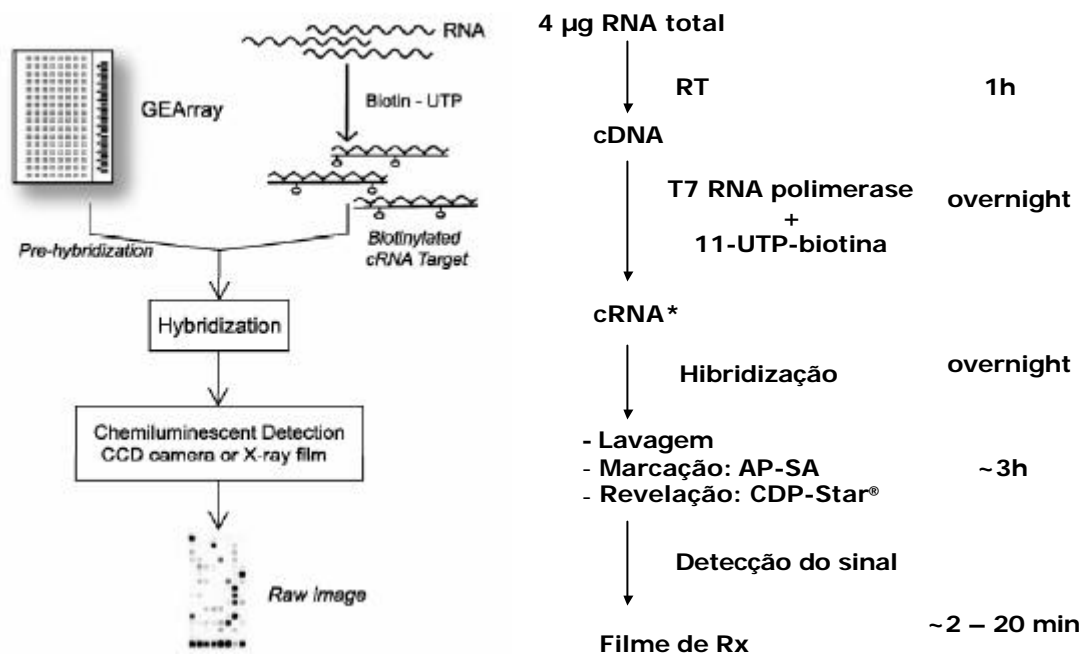 RNA
GEArray
Biotin - UTP
Pre-hybridization
Biotinylated
cRNA Target
Hybridization
Chemiluminescent Detection
CCD camera or X-ray film
Raw Image
4 µg RNA total
RT 1h
cDNA
T7 RNA polimerase
+
11-UTP-biotina
overnight
cRNA*
Hibridização overnight
- Lavagem
- Marcação: AP-SA ~3h
- Revelação: CDP-Star®
Detecção do sinal
~2 – 20 min
Filme de Rx